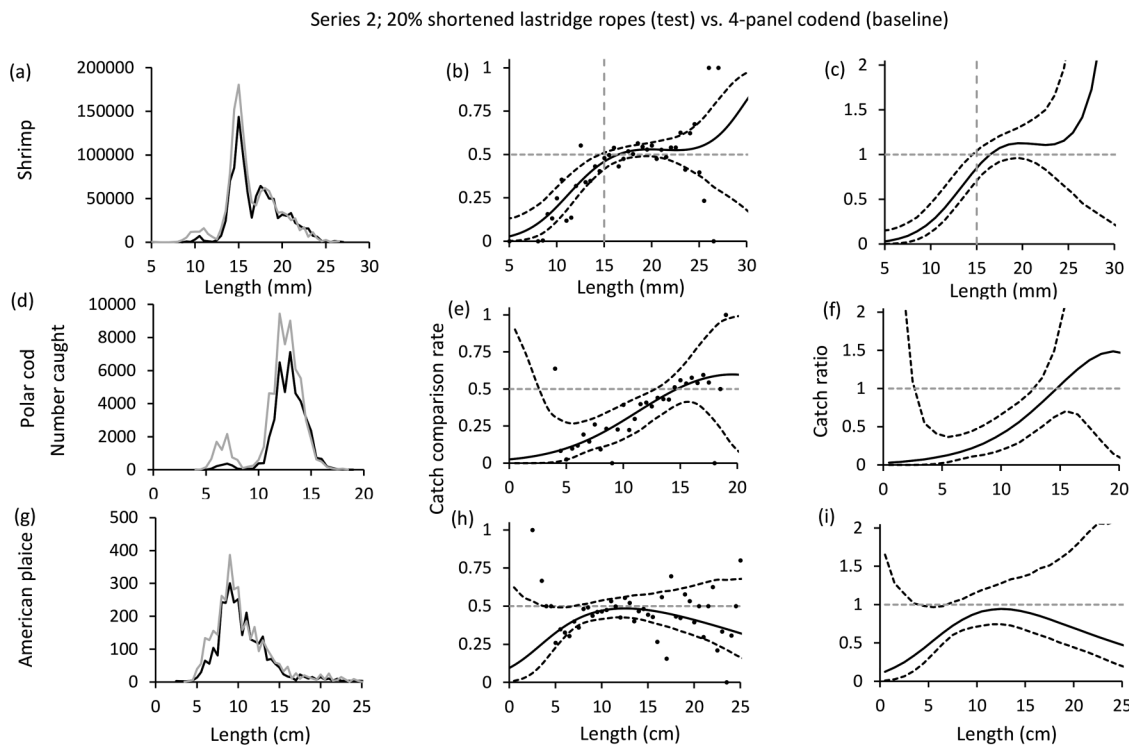 Series 2; 20% shortened lastridge ropes (test) vs. 4-panel codend (baseline)
(a)
Shrimp
200000
150000
100000
50000
0
5 10 15 20 25 30
Length (mm)
(b)
1
0.75
0.5
0.25
0
5 10 15 20 25 30
Length (mm)
(c)
2
1.5
1
0.5
0
5 10 15 20 25 30
Length (mm)
(d)
Polar cod
Number caught
10000
8000
6000
4000
2000
0
0 5 10 15 20
(e)
Catch comparison rate
1
0.75
0.5
0.25
0
0 5 10 15 20
(f)
Catch ratio
2
1.5
1
0.5
0
0 5 10 15 20
(g)
American plaice
500
400
300
200
100
0
0 5 10 15 20 25
Length (cm)
(h)
1
0.75
0.5
0.25
0
0 5 10 15 20 25
Length (cm)
(i)
2
1.5
1
0.5
0
0 5 10 15 20 25
Length (cm)